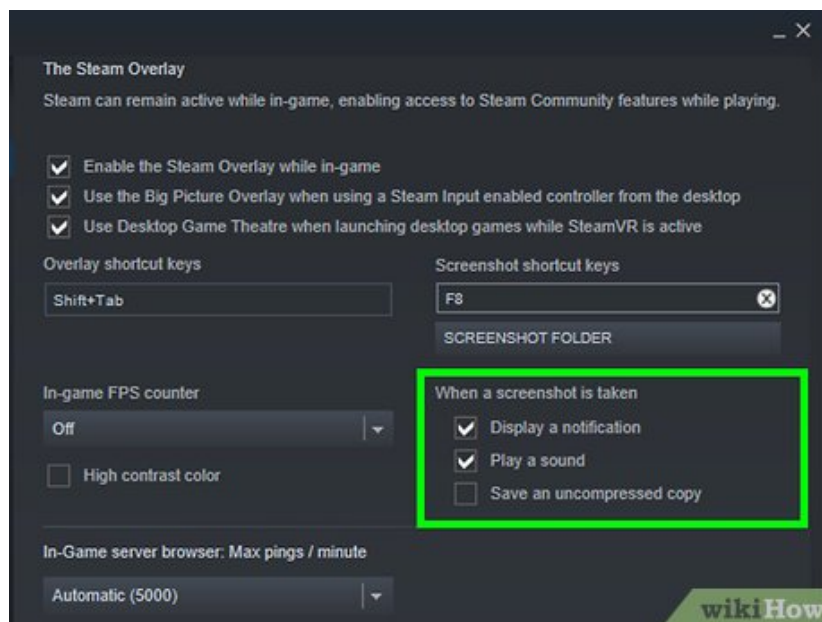 The Steam Overlay
Steam can remain active while in-game, enabling access to Steam Community features while playing.
Enable the Steam Overlay while in-game
Use the Big Picture Overlay when using a Steam Input enabled controller from the desktop
Use Desktop Game Theatre when launching desktop games while SteamVR is active
Overlay shortcut keys
Shift+Tab
Screenshot shortcut keys
F8
SCREENSHOT FOLDER
In-game FPS counter
Off
High contrast color
When a screenshot is taken
Display a notification
Play a sound
Save an uncompressed copy
In-Game server browser: Max pings / minute
Automatic (5000)
wikiHow